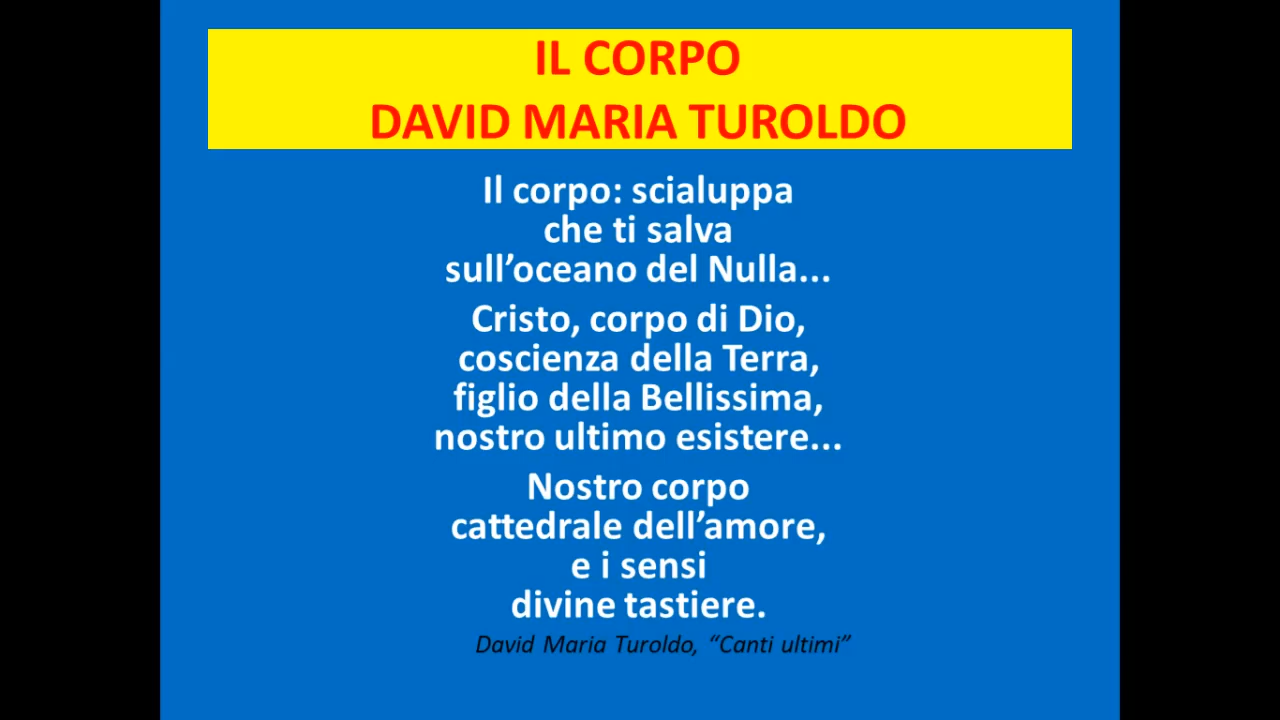 IL CORPO
DAVID MARIA TUROLDO
Il corpo: scialuppa
che ti salva
sull’oceano del Nulla...
Cristo, corpo di Dio,
coscienza della Terra,
figlio della Bellissima,
nostro ultimo esistere...
Nostro corpo
cattedrale dell’amore,
e i sensi
divine tastiere.
David Maria Turoldo, “Canti ultimi”